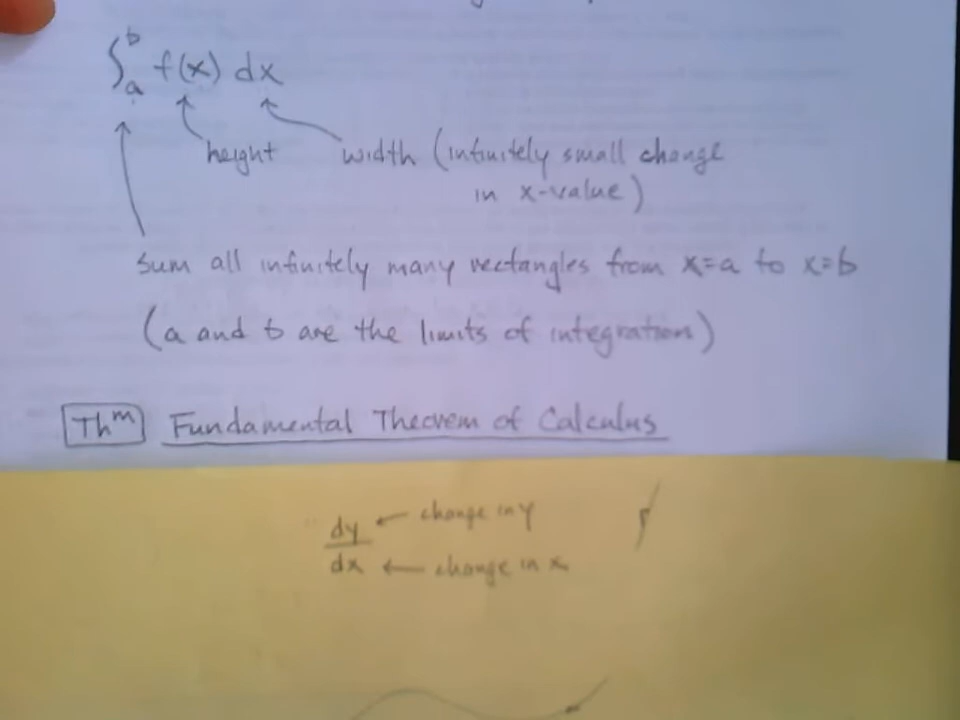 ∫_a^b f(x) dx
height width (infinitely small change
in x-value)
sum all infinitely many rectangles from x=a to x=b
(a and b are the limits of integration)
Thᵐ Fundamental Theorem of Calculus
dy ← change in y
dx ← change in x